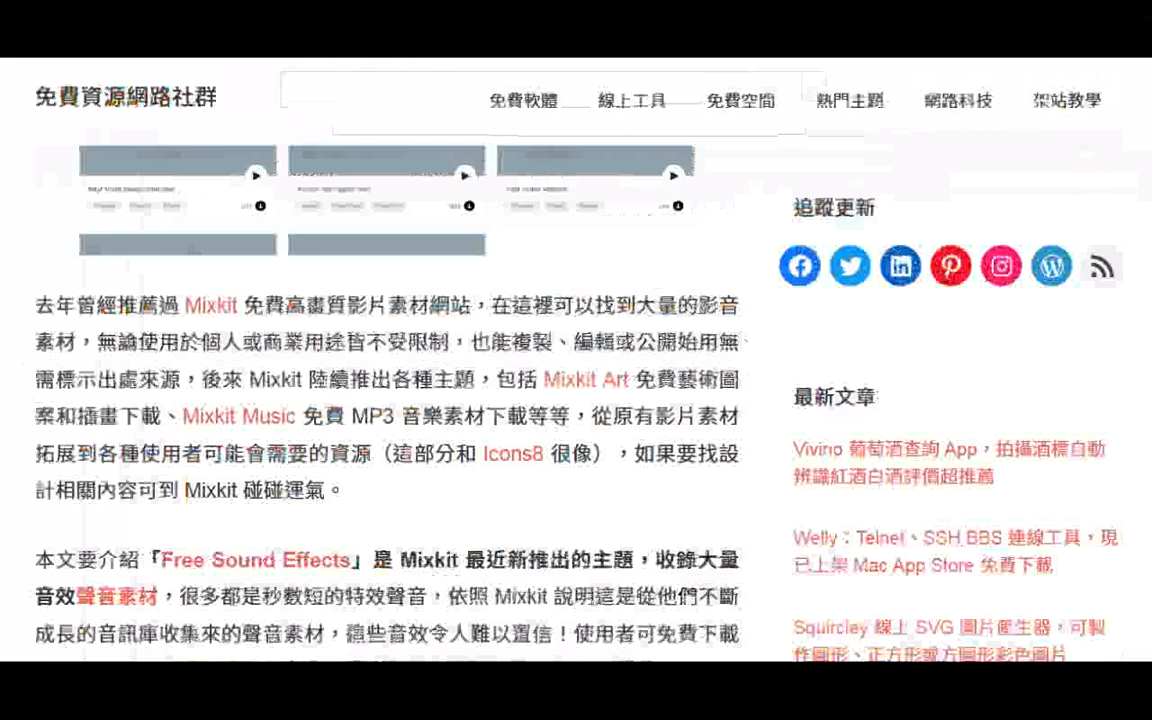 免費資源網路社群
免費軟體 線上工具 免費空間 熱門主題 網路科技 架站教學
追蹤更新
去年曾經推薦過 Mixkit 免費高畫質影片素材網站，在這裡可以找到大量的影音
素材，無論使用於個人或商業用途皆不受限制，也能複製、編輯或公開始用無
需標示出處來源，後來 Mixkit 陸續推出各種主題，包括 Mixkit Art 免費藝術圖
案和插畫下載、Mixkit Music 免費 MP3 音樂素材下載等等，從原有影片素材
拓展到各種使用者可能會需要的資源（這部分和 Icons8 很像），如果要找設
計相關內容可到 Mixkit 碰碰運氣。
本文要介紹「Free Sound Effects」是 Mixkit 最近新推出的主題，收錄大量
音效聲音素材，很多都是秒數短的特效聲音，依照 Mixkit 說明這是從他們不斷
成長的音訊庫收集來的聲音素材，這些音效令人難以置信！使用者可免費下載
最新文章
Vivino 葡萄酒查詢 App，拍攝酒標自動
辨識紅酒白酒評價超推薦
Welly：Telnet、SSH BBS 連線工具，現
已上架 Mac App Store 免費下載
Squircley 線上 SVG 圖片產生器，可製
作圓形、正方形或方圓形彩色圖片